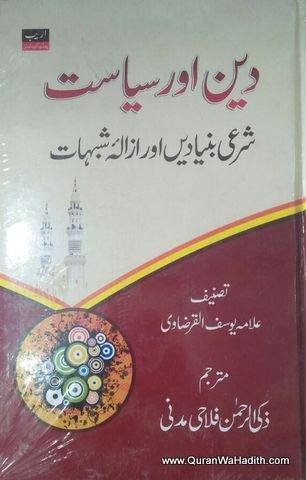 اریب
دین اور سیاست
شرعی بنیادیں اور ازالۂ شبہات
تصنیف
علامہ یوسف القرضاوی
مترجم
ذکی الرحمٰن فلاحی مدنی
www.QuranWaHadith.com